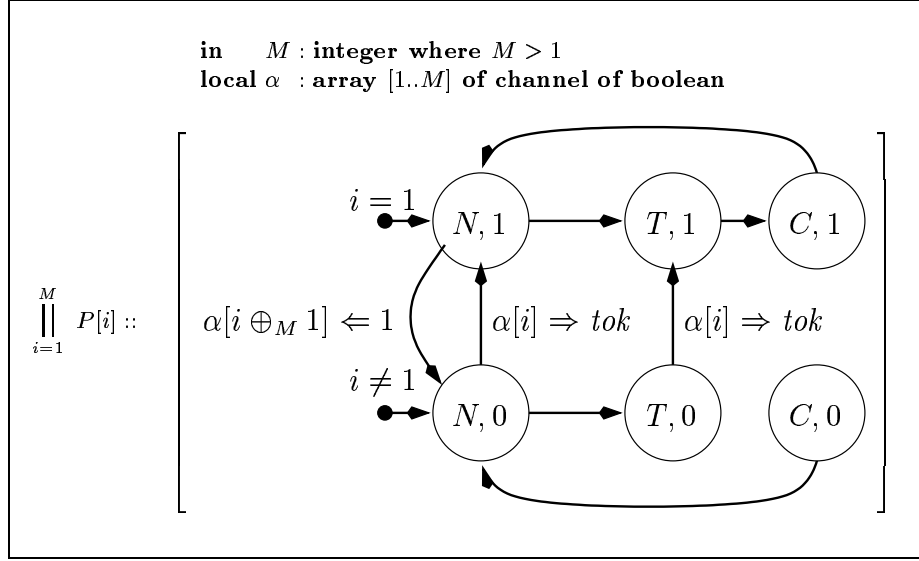 in M : integer where M > 1
local α : array [1..M] of channel of boolean
i = 1
N, 1
T, 1
C, 1
M
|| P[i] ::
i=1
α[i ⊕_M 1] ⇐ 1
α[i] ⇒ tok
α[i] ⇒ tok
i ≠ 1
N, 0
T, 0
C, 0